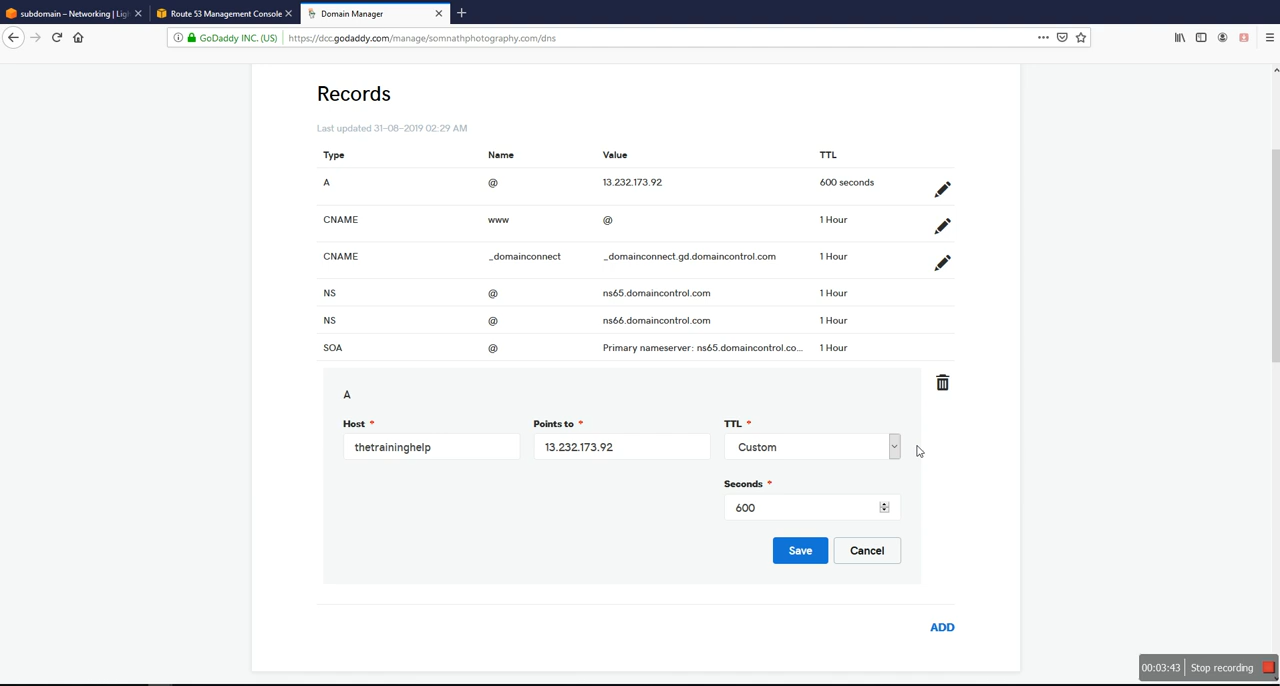 subdomain – Networking | Lig
Route 53 Management Console
Domain Manager
GoDaddy INC. (US)
https://dcc.godaddy.com/manage/somnathphotography.com/dns
Records
Last updated 31-08-2019 02:29 AM
Type Name Value TTL
A @ 13.232.173.92 600 seconds
CNAME www @ 1 Hour
CNAME _domainconnect _domainconnect.gd.domaincontrol.com 1 Hour
NS @ ns65.domaincontrol.com 1 Hour
NS @ ns66.domaincontrol.com 1 Hour
SOA @ Primary nameserver: ns65.domaincontrol.co... 1 Hour
A
Host * Points to * TTL *
thetraininghelp 13.232.173.92 Custom
Seconds *
600
Save Cancel
ADD
00:03:43 Stop recording